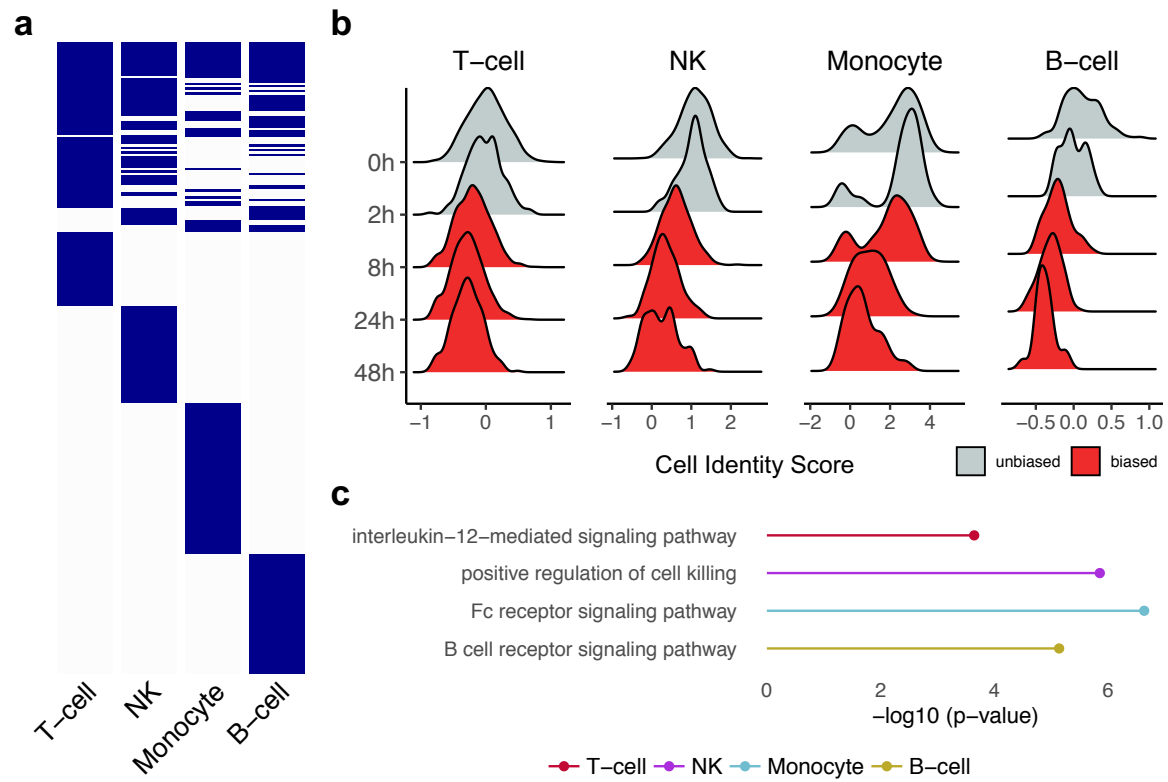 a
T−cell
NK
Monocyte
B−cell
b
T−cell NK Monocyte B−cell
0h
2h
8h
24h
48h
−1 0 1 −1 0 1 2 −2 0 2 4 −0.5 0.0 0.5 1.0
Cell Identity Score
unbiased biased
c
interleukin−12−mediated signaling pathway
positive regulation of cell killing
Fc receptor signaling pathway
B cell receptor signaling pathway
0 2 4 6
−log10 (p−value)
T−cell NK Monocyte B−cell